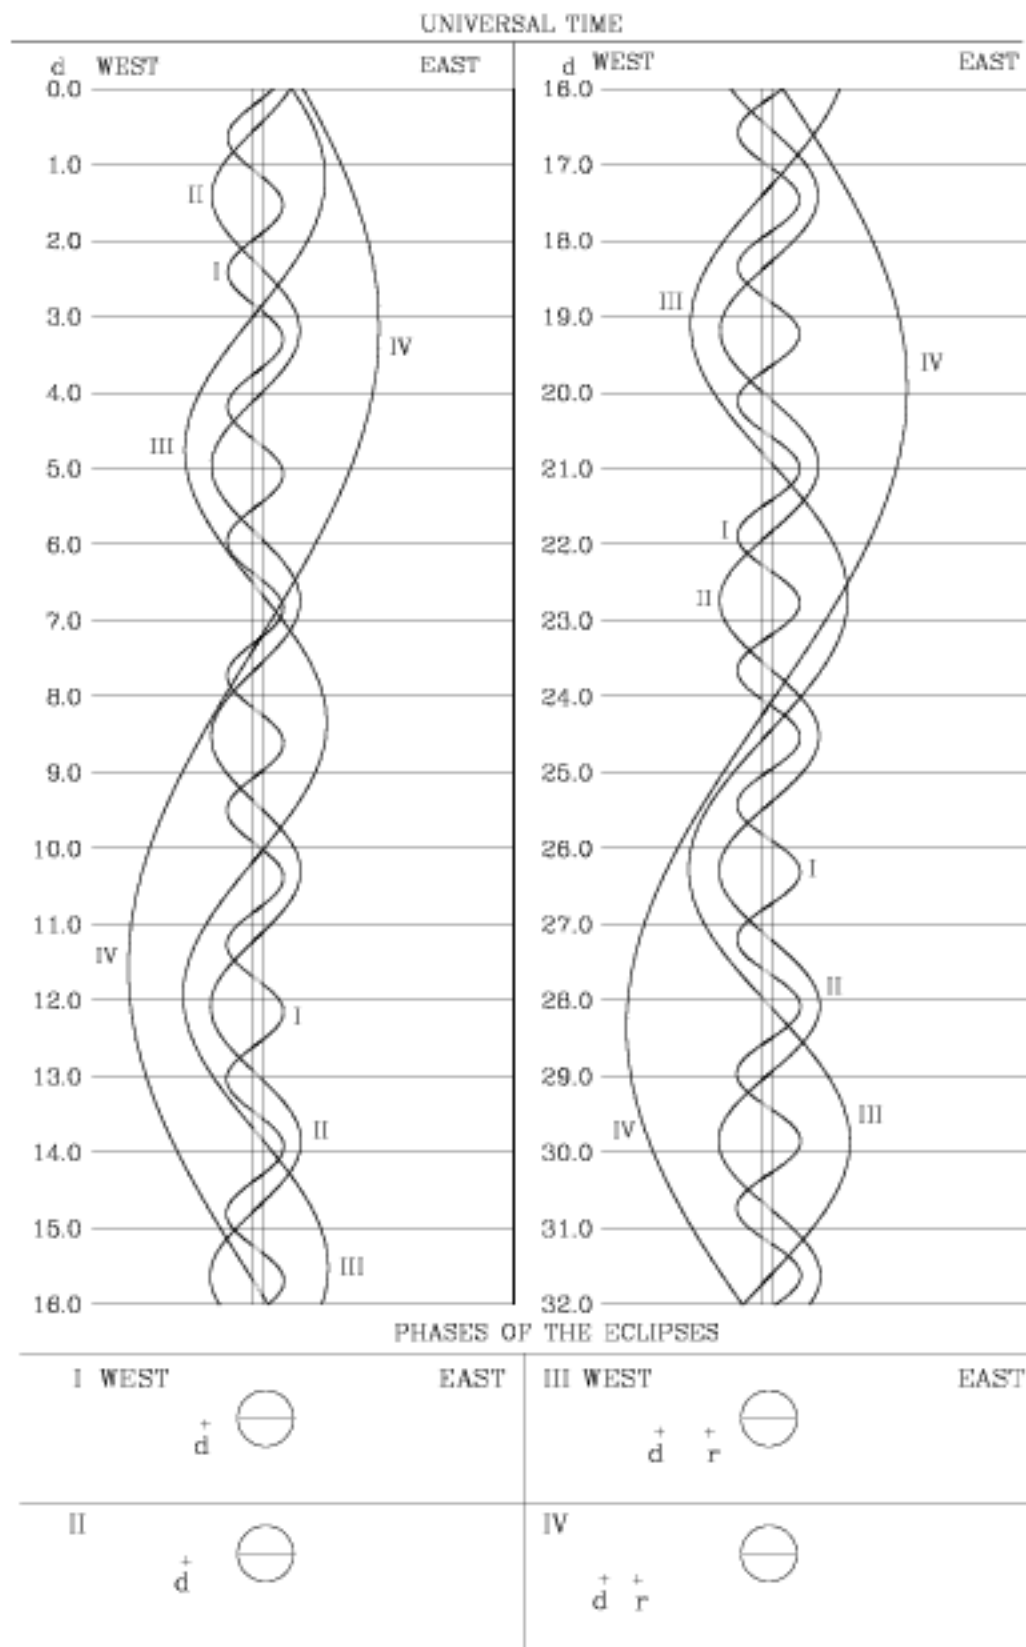 UNIVERSAL TIME
d WEST EAST
d WEST EAST
0.0
1.0
II
2.0
I
3.0
IV
4.0
III
5.0
6.0
7.0
8.0
9.0
10.0
11.0
IV
12.0
I
13.0
II
14.0
15.0
III
16.0
16.0
17.0
18.0
III
19.0
IV
20.0
21.0
I
22.0
II
23.0
24.0
25.0
26.0
I
27.0
II
28.0
29.0
III
IV
30.0
31.0
32.0
PHASES OF THE ECLIPSES
I WEST EAST
d
III WEST EAST
d r
II
d
IV
d r